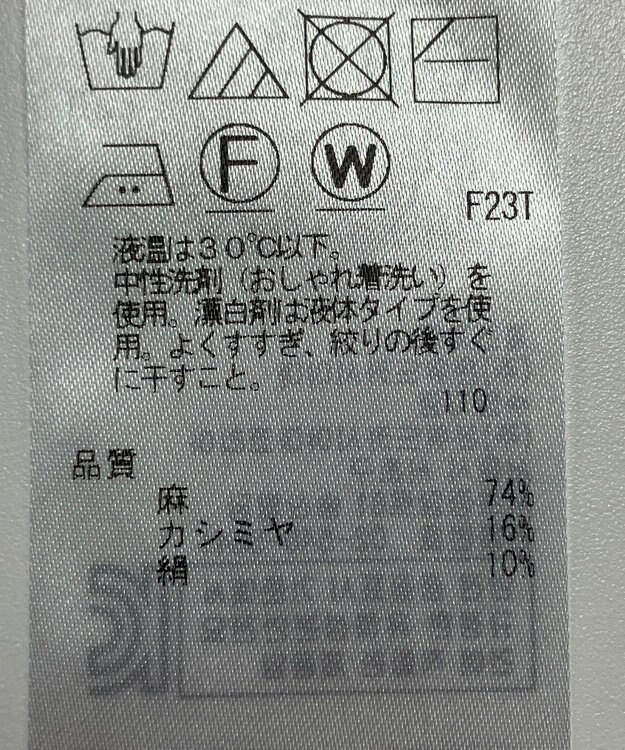 F
W
F23T
液温は30℃以下。
中性洗剤（おしゃれ着洗い）を
使用。漂白剤は液体タイプを使
用。よくすすぎ、絞りの後すぐ
に干すこと。
110
品質
麻 74%
カシミヤ 16%
絹 10%